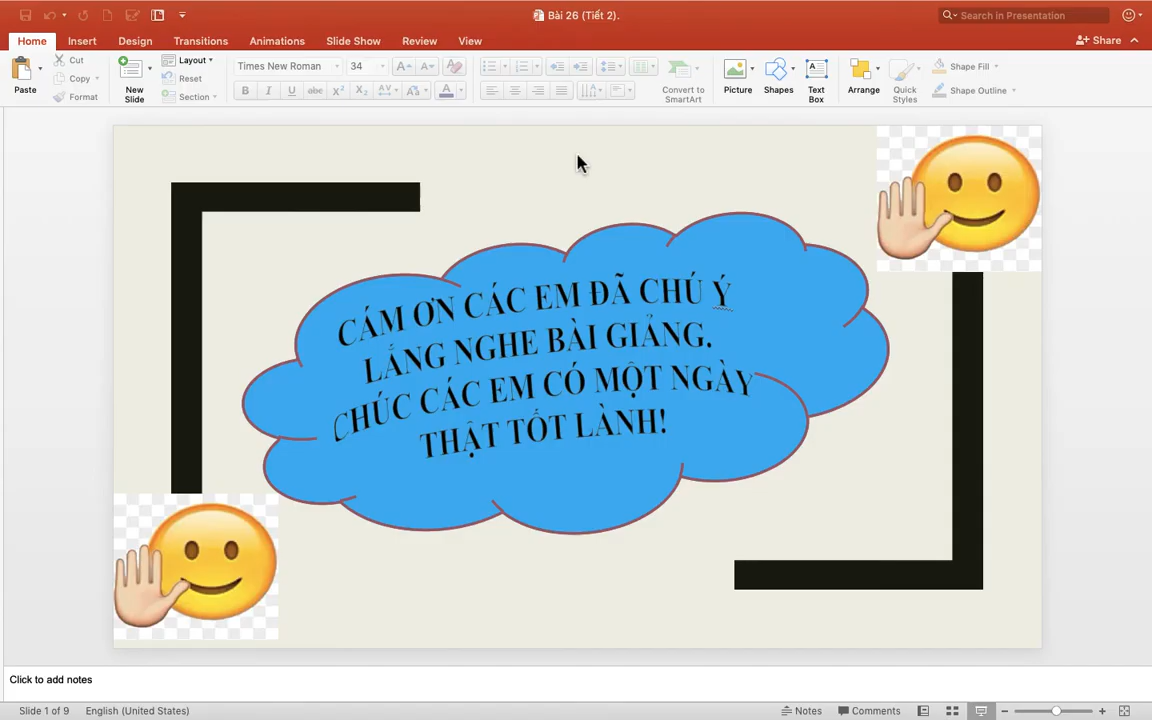 Bài 26 (Tiết 2).
Search in Presentation
Home Insert Design Transitions Animations Slide Show Review View
Share
Paste
Cut
Copy
Format
New Slide
Layout
Reset
Section
Times New Roman 34
Convert to SmartArt
Picture
Shapes
Text Box
Arrange
Quick Styles
Shape Fill
Shape Outline
CÁM ƠN CÁC EM ĐÃ CHÚ Ý
LẮNG NGHE BÀI GIẢNG.
CHÚC CÁC EM CÓ MỘT NGÀY
THẬT TỐT LÀNH!
Click to add notes
Slide 1 of 9 English (United States) Notes Comments